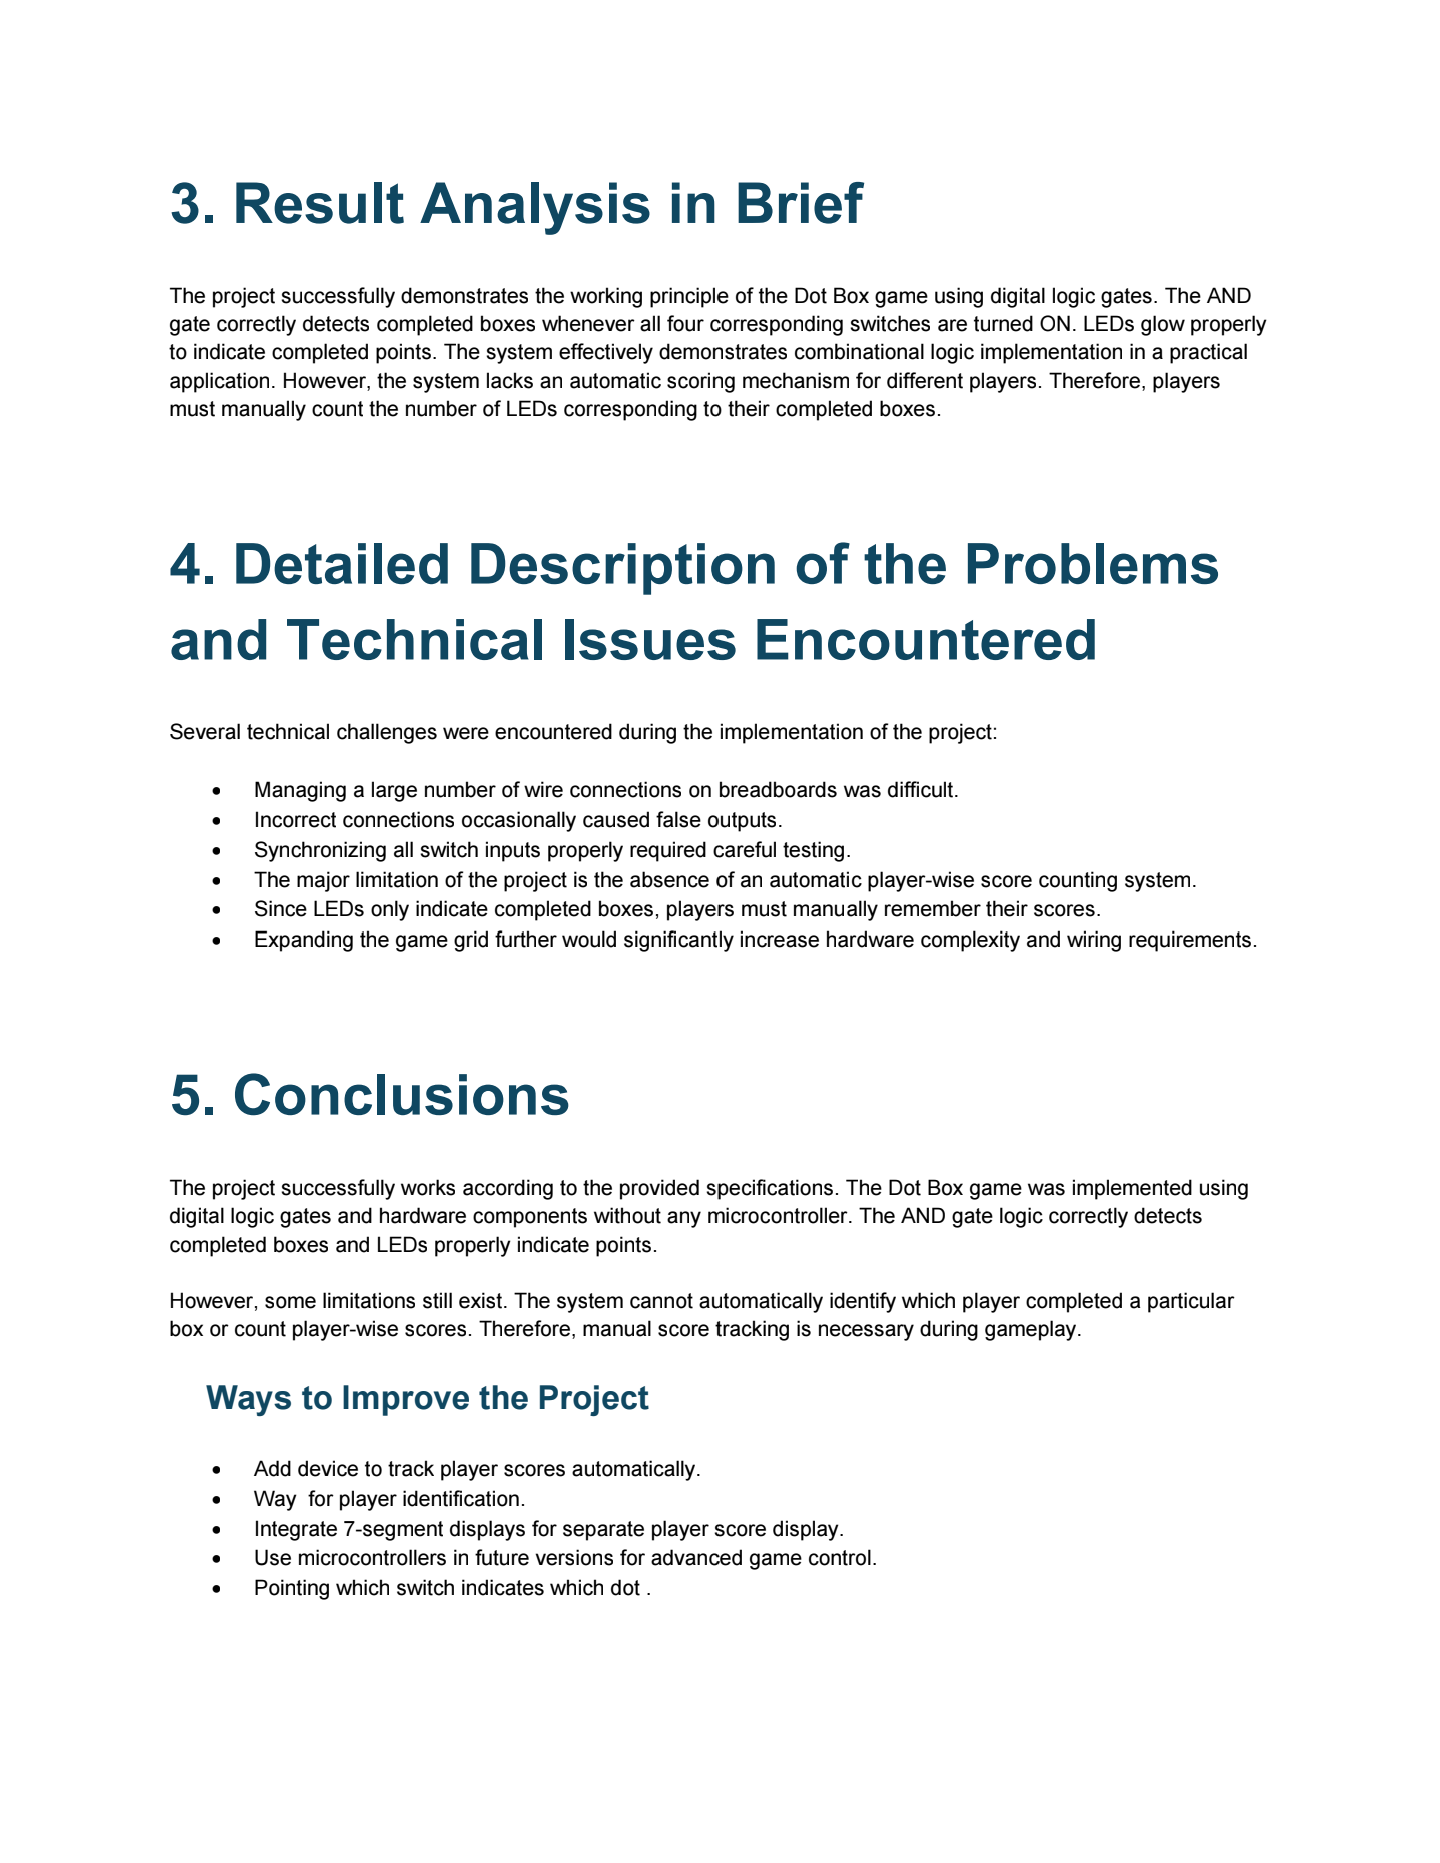 3. Result Analysis in Brief
The project successfully demonstrates the working principle of the Dot Box game using digital logic gates. The AND
gate correctly detects completed boxes whenever all four corresponding switches are turned ON. LEDs glow properly
to indicate completed points. The system effectively demonstrates combinational logic implementation in a practical
application. However, the system lacks an automatic scoring mechanism for different players. Therefore, players
must manually count the number of LEDs corresponding to their completed boxes.
4. Detailed Description of the Problems
and Technical Issues Encountered
Several technical challenges were encountered during the implementation of the project:
• Managing a large number of wire connections on breadboards was difficult.
• Incorrect connections occasionally caused false outputs.
• Synchronizing all switch inputs properly required careful testing.
• The major limitation of the project is the absence of an automatic player-wise score counting system.
• Since LEDs only indicate completed boxes, players must manually remember their scores.
• Expanding the game grid further would significantly increase hardware complexity and wiring requirements.
5. Conclusions
The project successfully works according to the provided specifications. The Dot Box game was implemented using
digital logic gates and hardware components without any microcontroller. The AND gate logic correctly detects
completed boxes and LEDs properly indicate points.
However, some limitations still exist. The system cannot automatically identify which player completed a particular
box or count player-wise scores. Therefore, manual score tracking is necessary during gameplay.
Ways to Improve the Project
• Add device to track player scores automatically.
• Way  for player identification.
• Integrate 7-segment displays for separate player score display.
• Use microcontrollers in future versions for advanced game control.
• Pointing which switch indicates which dot .